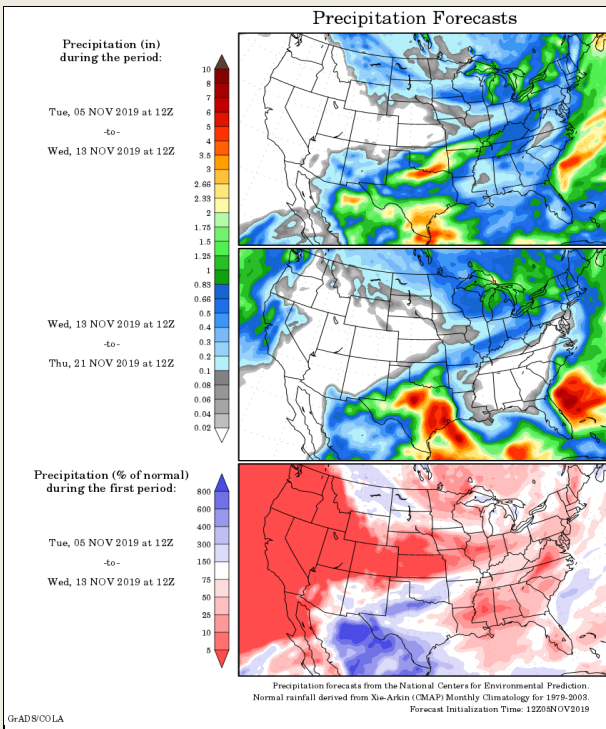 Precipitation Forecasts
Precipitation (in)
during the period:
Tue, 05 NOV 2019 at 12Z
-to-
Wed, 13 NOV 2019 at 12Z
10
8
7
6
5
4
3.5
3
2.66
2.33
2
1.75
1.5
1.25
1
0.83
0.66
0.5
0.4
0.3
0.2
0.1
0.08
0.06
0.04
0.02
Wed, 13 NOV 2019 at 12Z
-to-
Thu, 21 NOV 2019 at 12Z
Precipitation (% of normal)
during the first period:
Tue, 05 NOV 2019 at 12Z
-to-
Wed, 13 NOV 2019 at 12Z
800
600
400
300
150
75
50
25
10
5
Precipitation forecasts from the National Centers for Environmental Prediction.
Normal rainfall derived from Xie-Arkin (CMAP) Monthly Climatology for 1979-2003.
Forecast Initialization Time: 12Z05NOV2019
GrADS/COLA